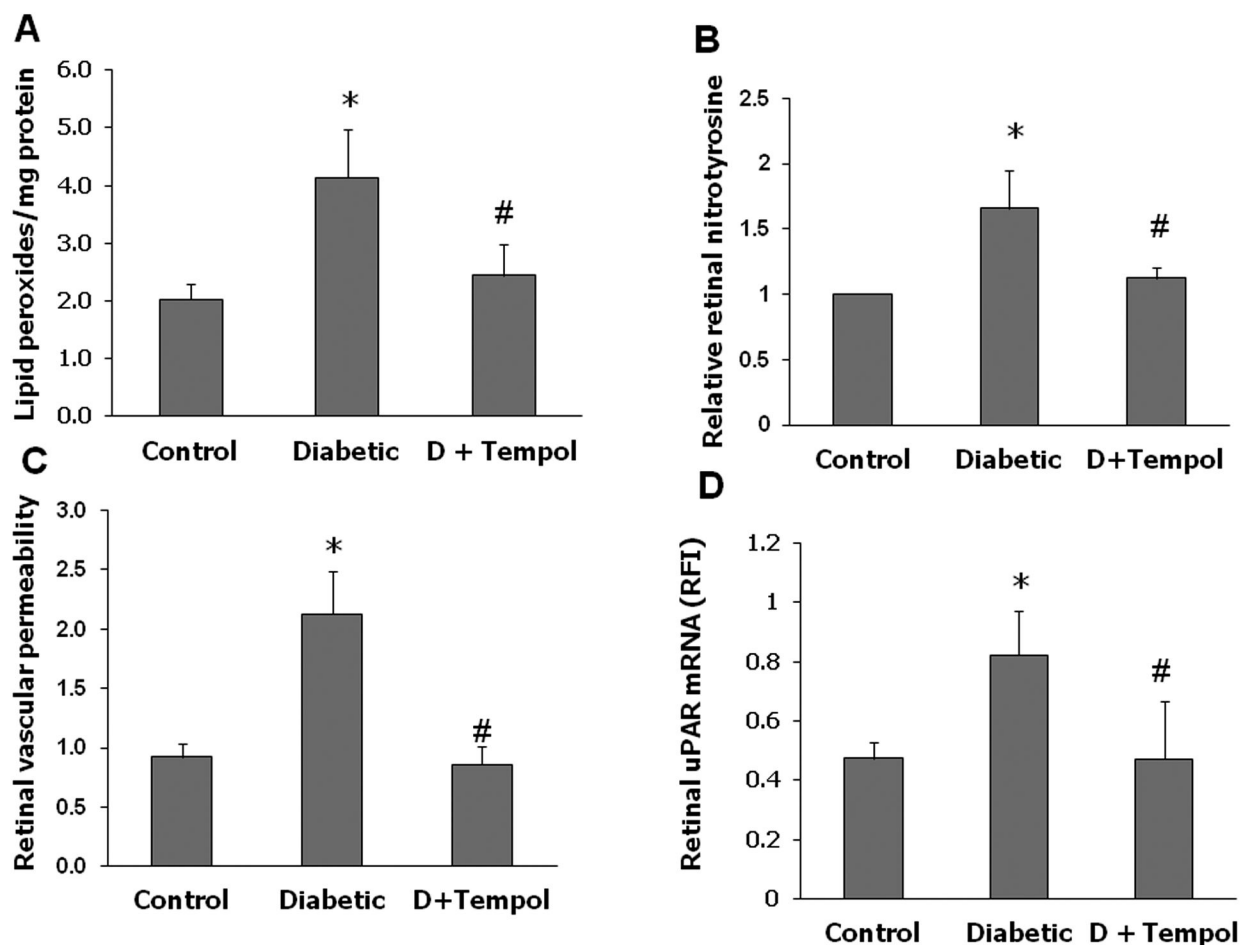 A
Lipid peroxides/mg protein
6.0
5.0
4.0
3.0
2.0
1.0
0.0
*
#
Control Diabetic D + Tempol
B
Relative retinal nitrotyrosine
2.5
2
1.5
1
0.5
0
*
#
Control Diabetic D+Tempol
C
Retinal vascular permeability
3.0
2.5
2.0
1.5
1.0
0.5
0.0
*
#
Control Diabetic D+Tempol
D
Retinal uPAR mRNA (RFI)
1.2
1
0.8
0.6
0.4
0.2
0
*
#
Control Diabetic D + Tempol